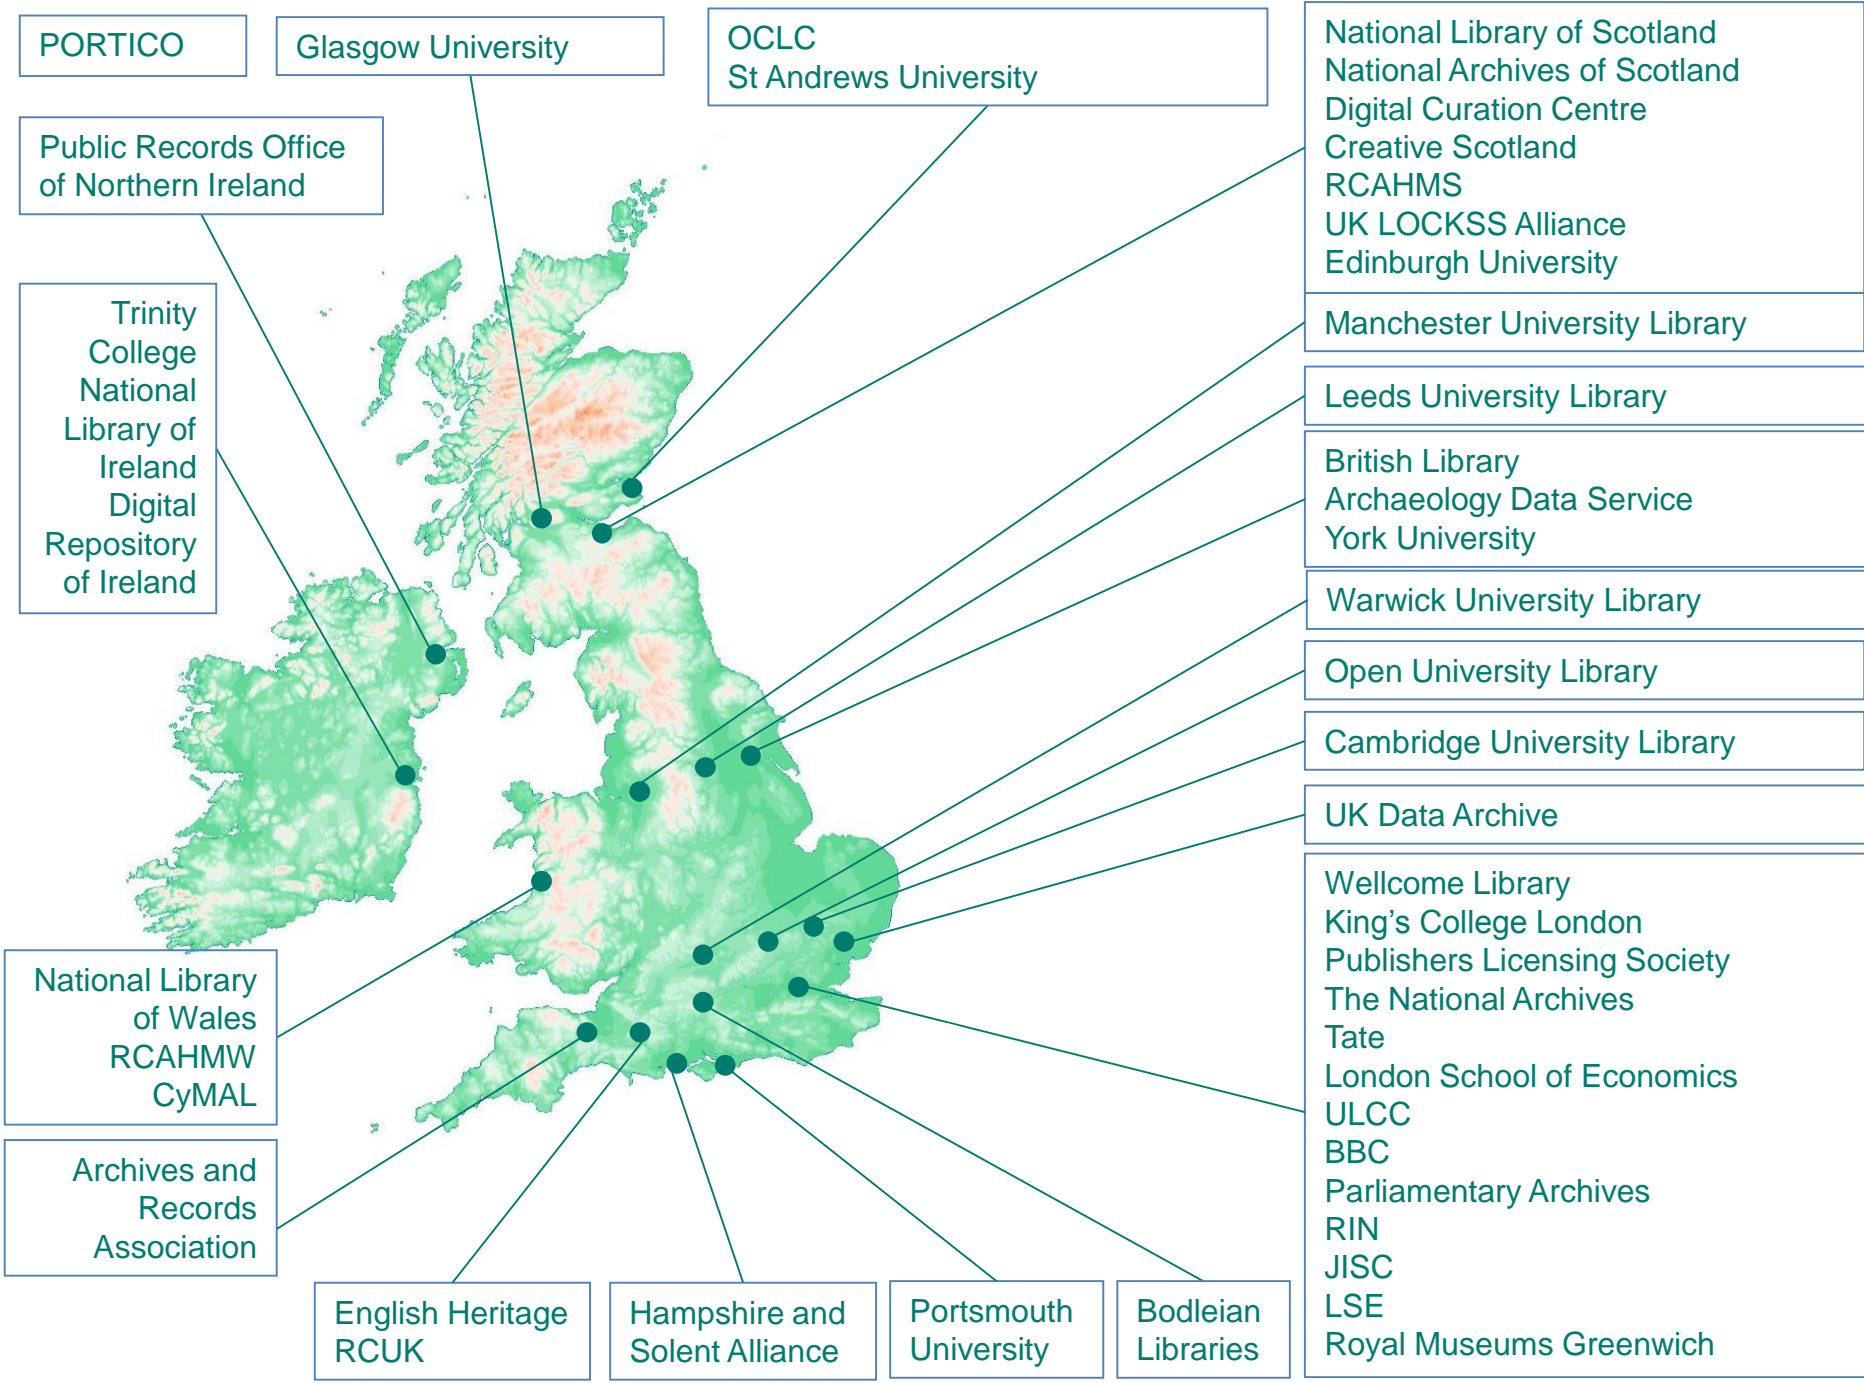 PORTICO
Glasgow University
OCLC
St Andrews University
National Library of Scotland
National Archives of Scotland
Digital Curation Centre
Creative Scotland
RCAHMS
UK LOCKSS Alliance
Edinburgh University
Public Records Office
of Northern Ireland
Trinity
College
National
Library of
Ireland
Digital
Repository
of Ireland
Manchester University Library
Leeds University Library
British Library
Archaeology Data Service
York University
Warwick University Library
Open University Library
Cambridge University Library
UK Data Archive
Wellcome Library
King’s College London
Publishers Licensing Society
The National Archives
Tate
London School of Economics
ULCC
BBC
Parliamentary Archives
RIN
JISC
LSE
Royal Museums Greenwich
National Library
of Wales
RCAHMW
CyMAL
Archives and
Records
Association
English Heritage
RCUK
Hampshire and
Solent Alliance
Portsmouth
University
Bodleian
Libraries